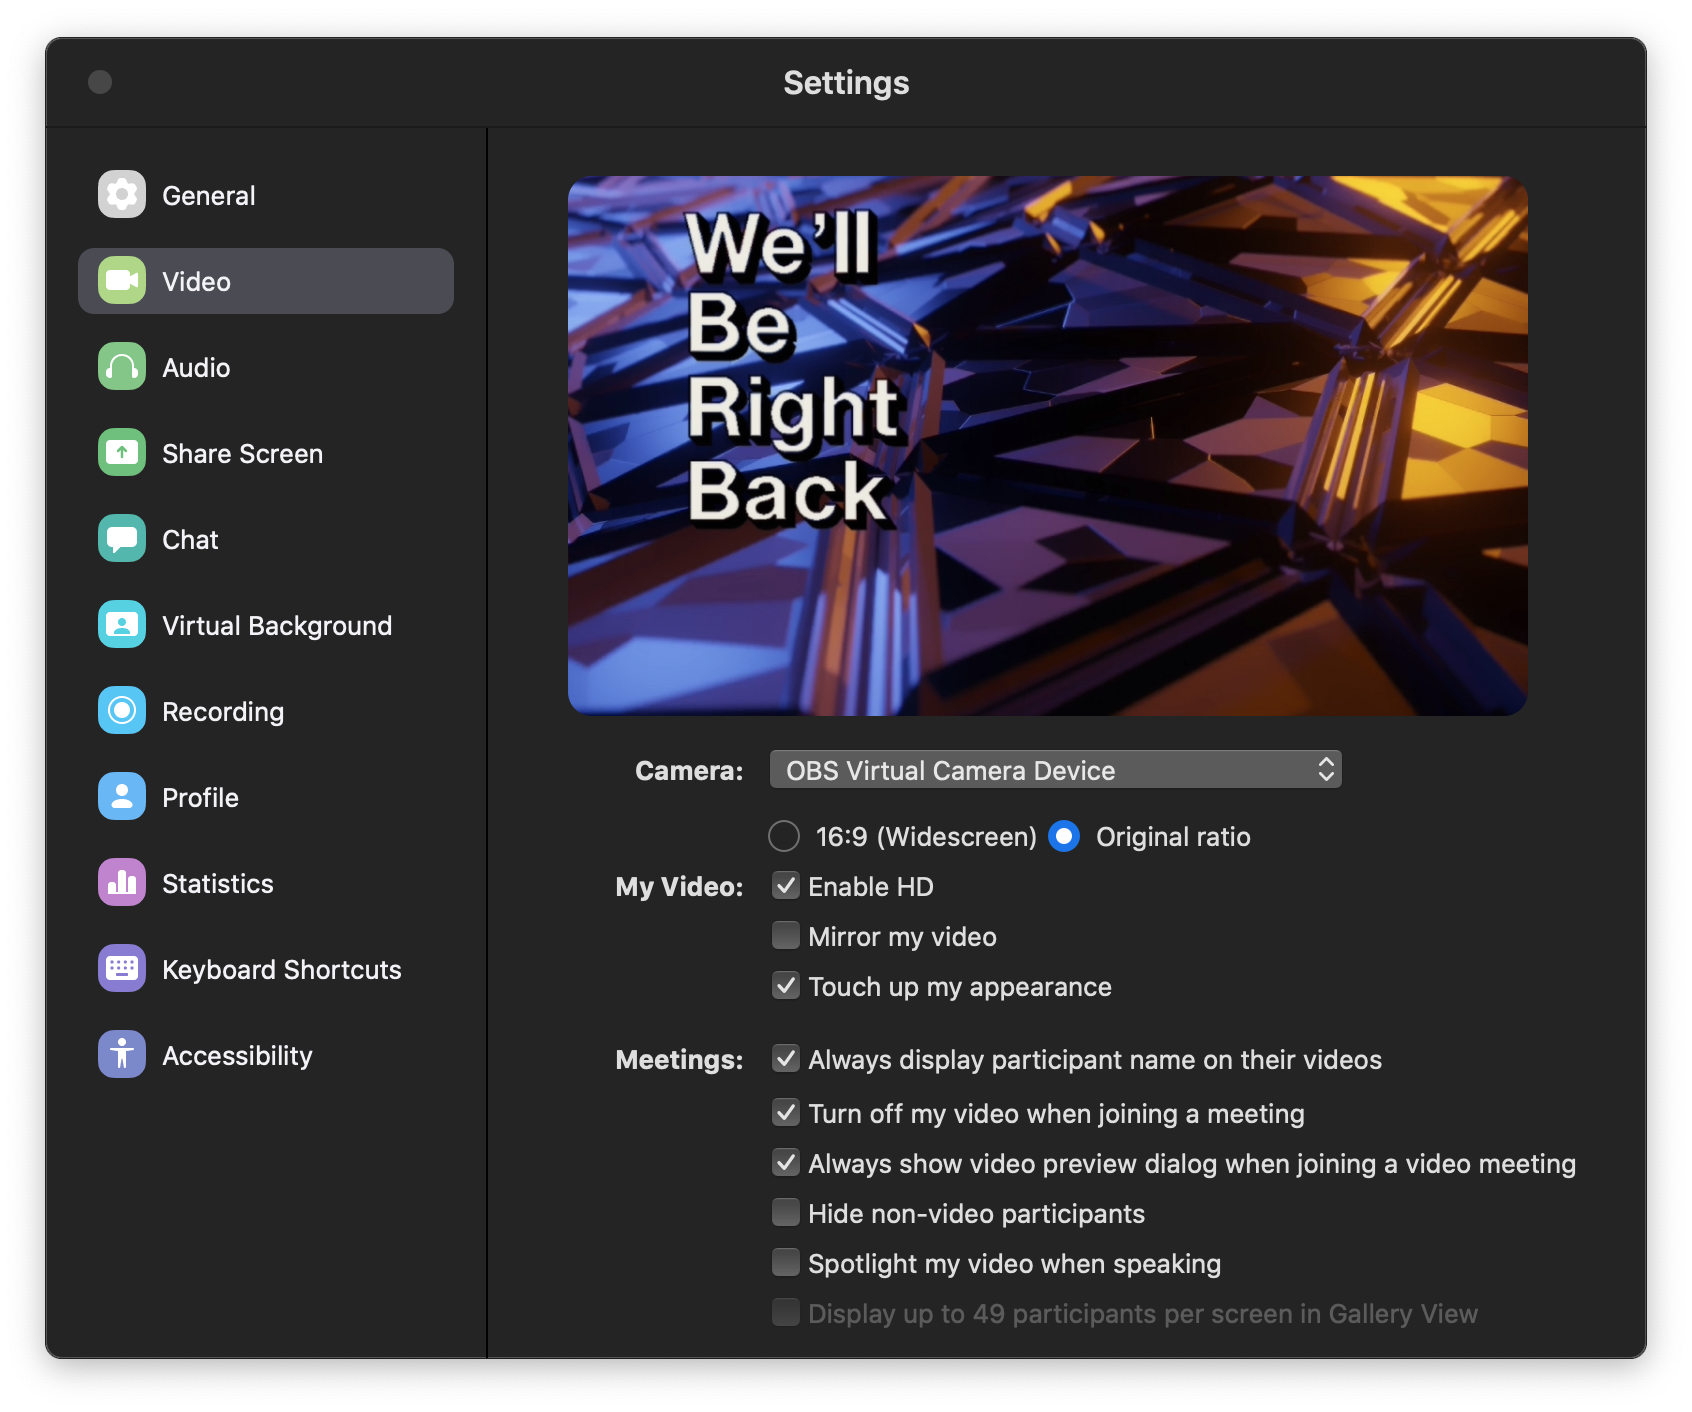 Settings
General
Video
Audio
Share Screen
Chat
Virtual Background
Recording
Profile
Statistics
Keyboard Shortcuts
Accessibility
We’ll
Be
Right
Back
Camera: OBS Virtual Camera Device
16:9 (Widescreen) Original ratio
My Video: Enable HD
Mirror my video
Touch up my appearance
Meetings: Always display participant name on their videos
Turn off my video when joining a meeting
Always show video preview dialog when joining a video meeting
Hide non-video participants
Spotlight my video when speaking
Display up to 49 participants per screen in Gallery View